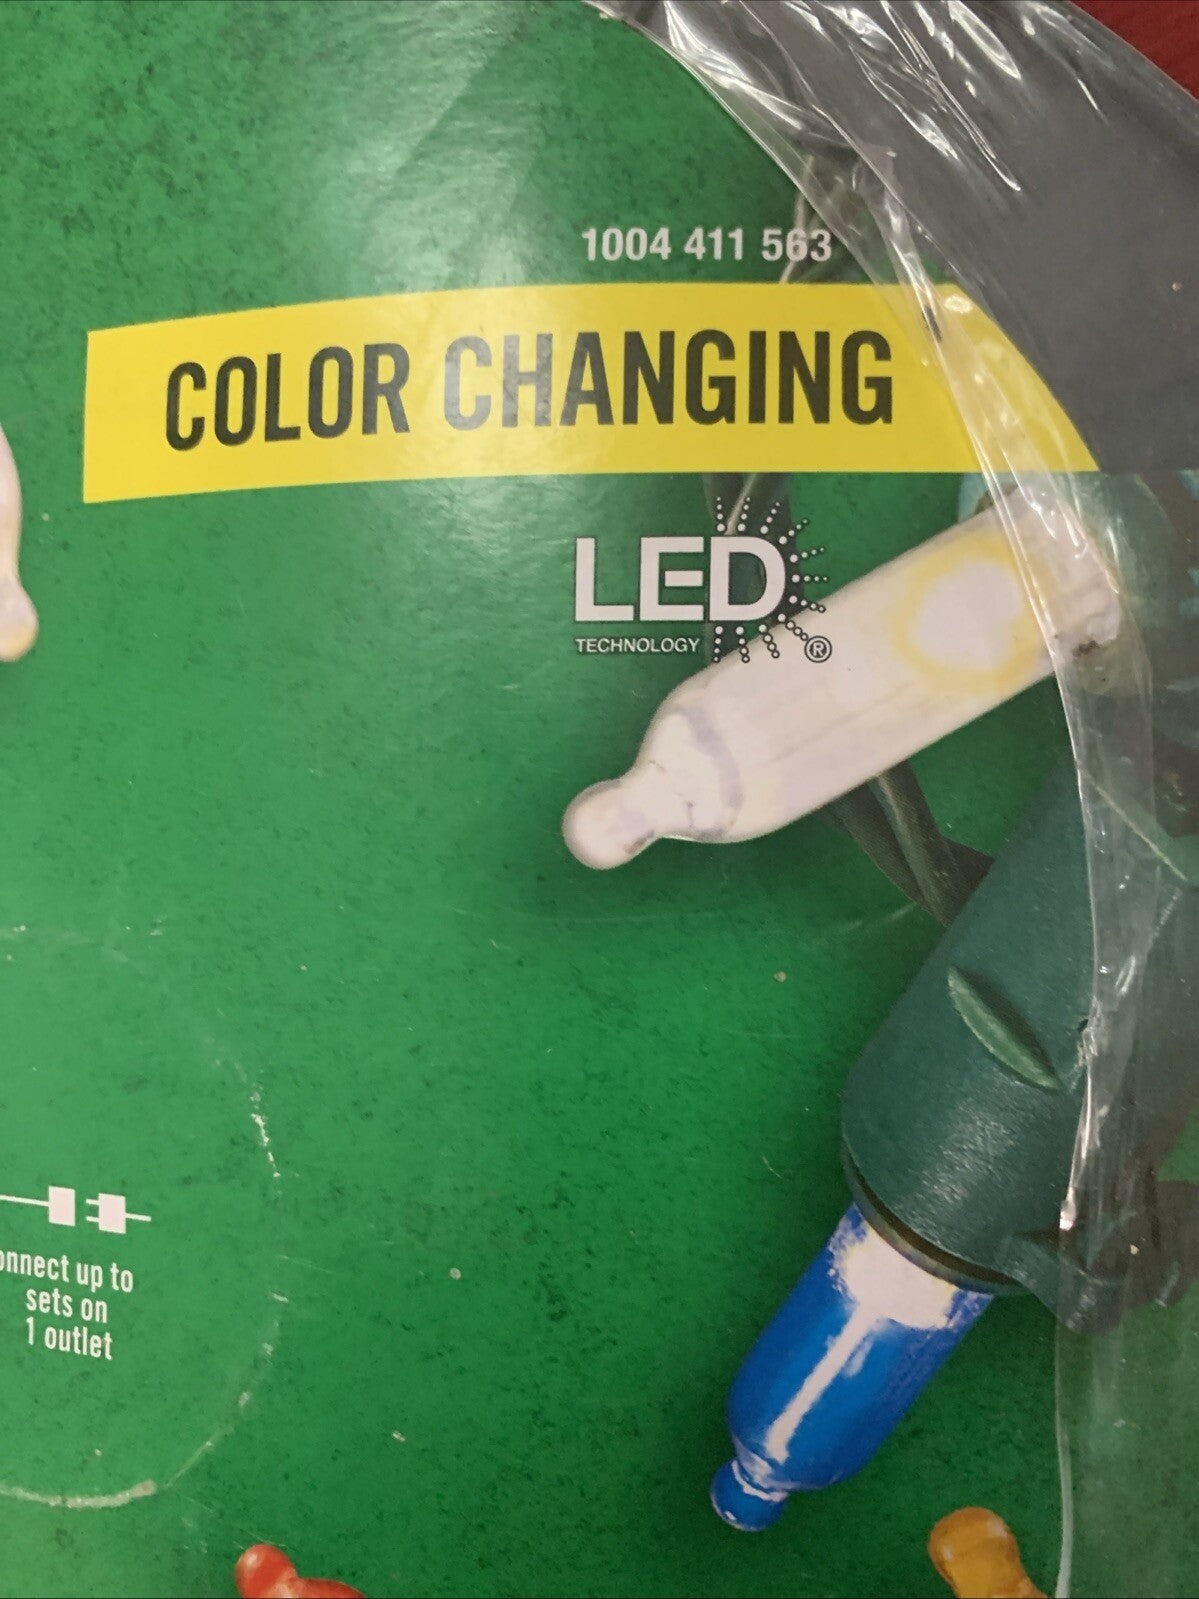 1004 411 563
COLOR CHANGING
LED
TECHNOLOGY ®
onnect up to
sets on
1 outlet